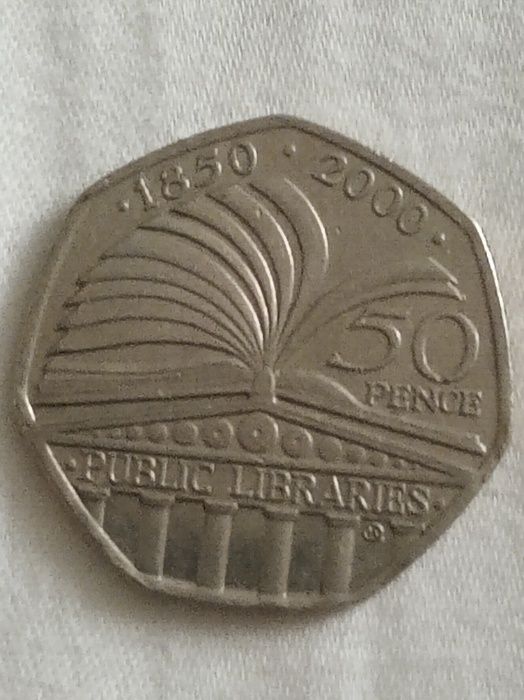 · 1850 · 2000 ·
50
PENCE
· PUBLIC LIBRARIES ·